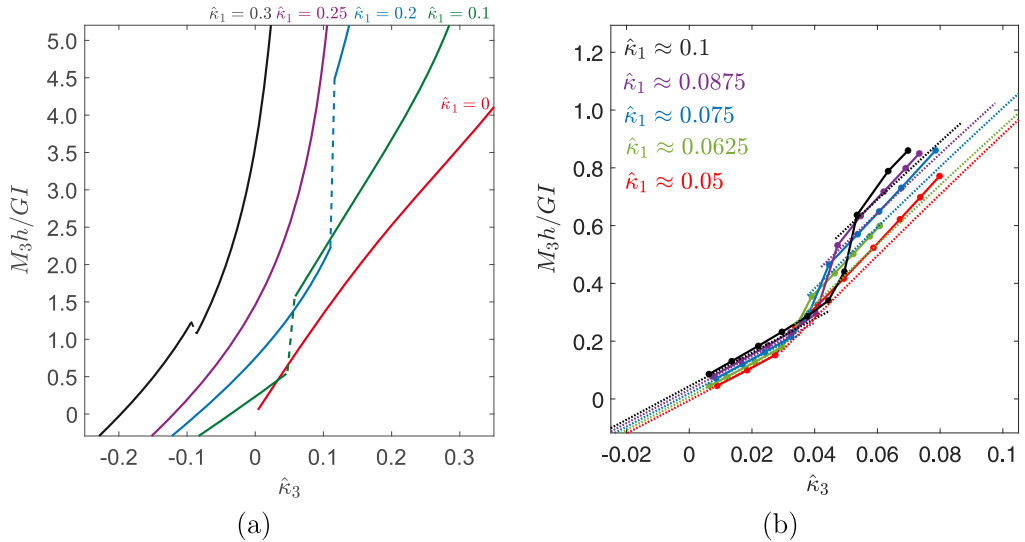 κ̂₁ = 0.3 κ̂₁ = 0.25 κ̂₁ = 0.2 κ̂₁ = 0.1
5.0
4.5
4.0
3.5
3.0
2.5
2.0
1.5
1.0
0.5
0
κ̂₁ = 0
M₃h/GI
-0.2 -0.1 0 0.1 0.2 0.3
κ̂₃
(a)
1.2
1.0
0.8
0.6
0.4
0.2
0
κ̂₁ ≈ 0.1
κ̂₁ ≈ 0.0875
κ̂₁ ≈ 0.075
κ̂₁ ≈ 0.0625
κ̂₁ ≈ 0.05
M₃h/GI
-0.02 0 0.02 0.04 0.06 0.08 0.1
κ̂₃
(b)